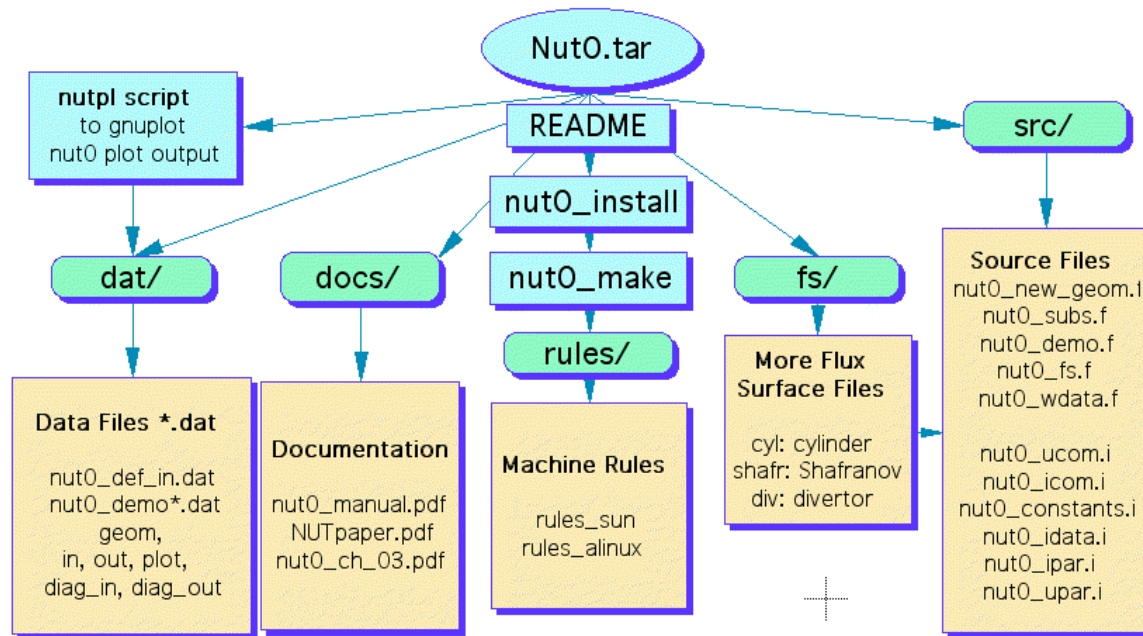 Nut0.tar
nutpl script
to gnuplot
nut0 plot output
README
src/
nut0_install
dat/
docs/
nut0_make
fs/
rules/
Data Files *.dat
nut0_def_in.dat
nut0_demo*.dat
geom,
in, out, plot,
diag_in, diag_out
Documentation
nut0_manual.pdf
NUTpaper.pdf
nut0_ch_03.pdf
Machine Rules
rules_sun
rules_alinux
More Flux
Surface Files
cyl: cylinder
shafr: Shafranov
div: divertor
Source Files
nut0_new_geom.f
nut0_subs.f
nut0_demo.f
nut0_fs.f
nut0_wdata.f
nut0_ucom.i
nut0_icom.i
nut0_constants.i
nut0_idata.i
nut0_ipar.i
nut0_upar.i